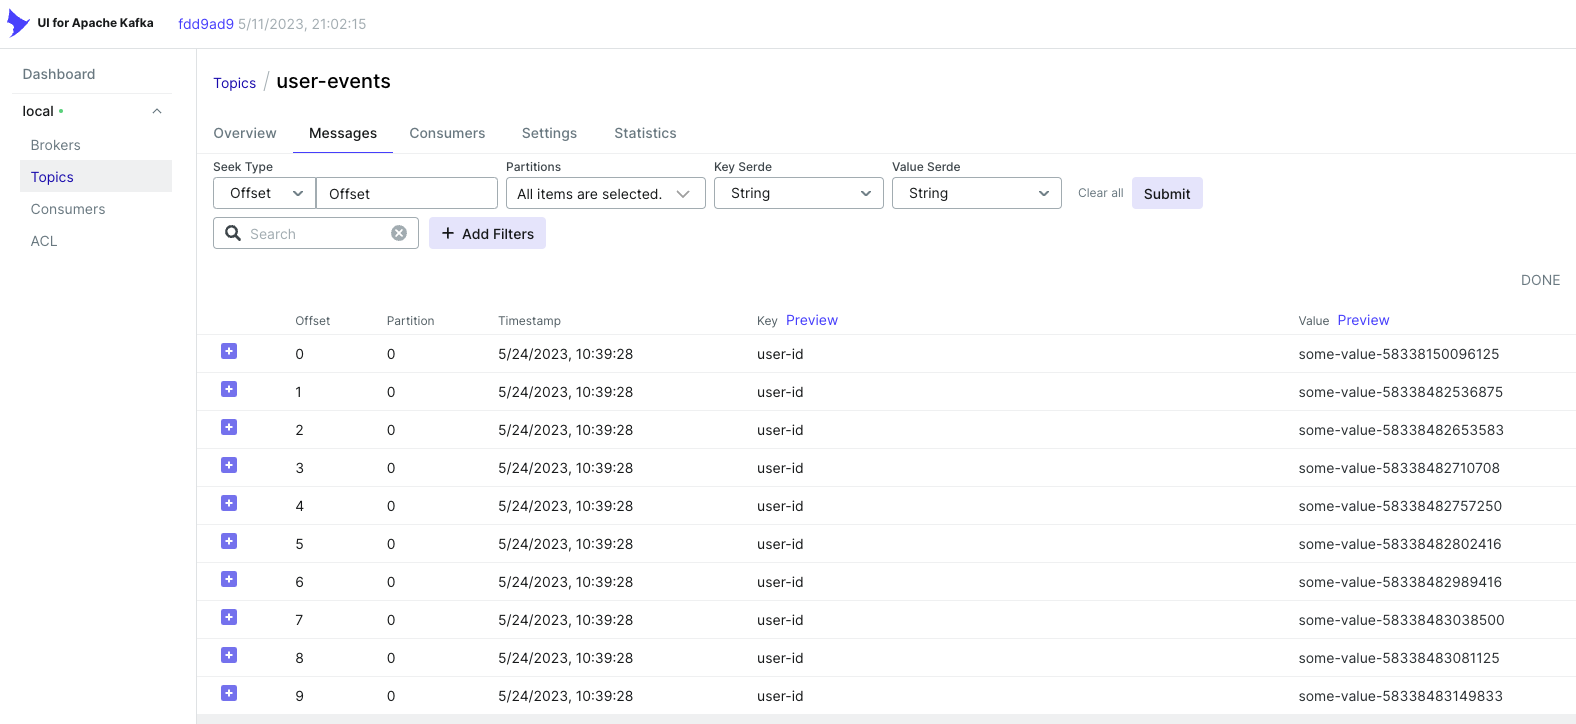 UI for Apache Kafka fdd9ad9 5/11/2023, 21:02:15
Dashboard
local
Brokers
Topics
Consumers
ACL
Topics / user-events
Overview Messages Consumers Settings Statistics
Seek Type Partitions Key Serde Value Serde
Offset Offset All items are selected. String String Clear all Submit
Search Add Filters
DONE
Offset Partition Timestamp Key Preview Value Preview
0 0 5/24/2023, 10:39:28 user-id some-value-58338150096125
1 0 5/24/2023, 10:39:28 user-id some-value-58338482536875
2 0 5/24/2023, 10:39:28 user-id some-value-58338482653583
3 0 5/24/2023, 10:39:28 user-id some-value-58338482710708
4 0 5/24/2023, 10:39:28 user-id some-value-58338482757250
5 0 5/24/2023, 10:39:28 user-id some-value-58338482802416
6 0 5/24/2023, 10:39:28 user-id some-value-58338482989416
7 0 5/24/2023, 10:39:28 user-id some-value-58338483038500
8 0 5/24/2023, 10:39:28 user-id some-value-58338483081125
9 0 5/24/2023, 10:39:28 user-id some-value-58338483149833